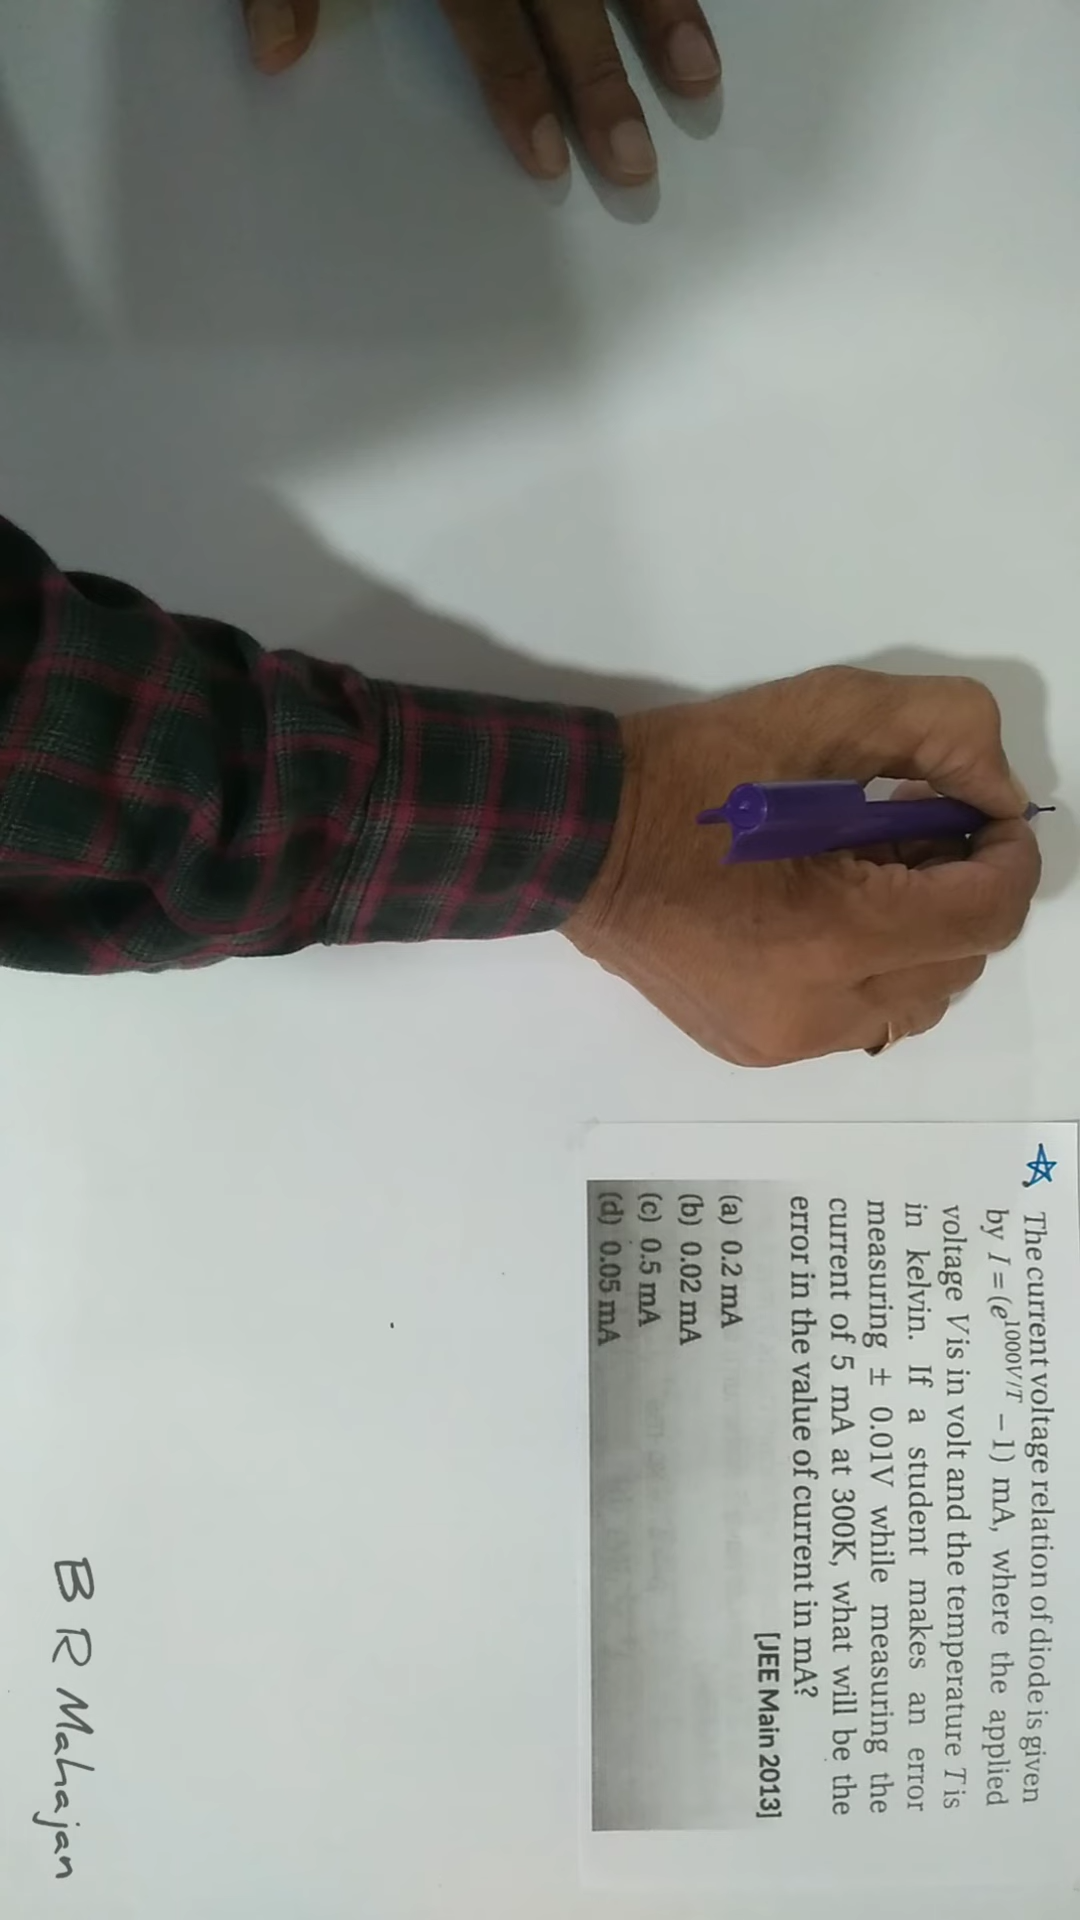 ☆ The current voltage relation of diode is given
by I = (e^{1000V/T} – 1) mA, where the applied
voltage V is in volt and the temperature T is
in kelvin. If a student makes an error
measuring ± 0.01V while measuring the
current of 5 mA at 300K, what will be the
error in the value of current in mA?
[JEE Main 2013]
(a) 0.2 mA
(b) 0.02 mA
(c) 0.5 mA
(d) 0.05 mA
B R Mahajan